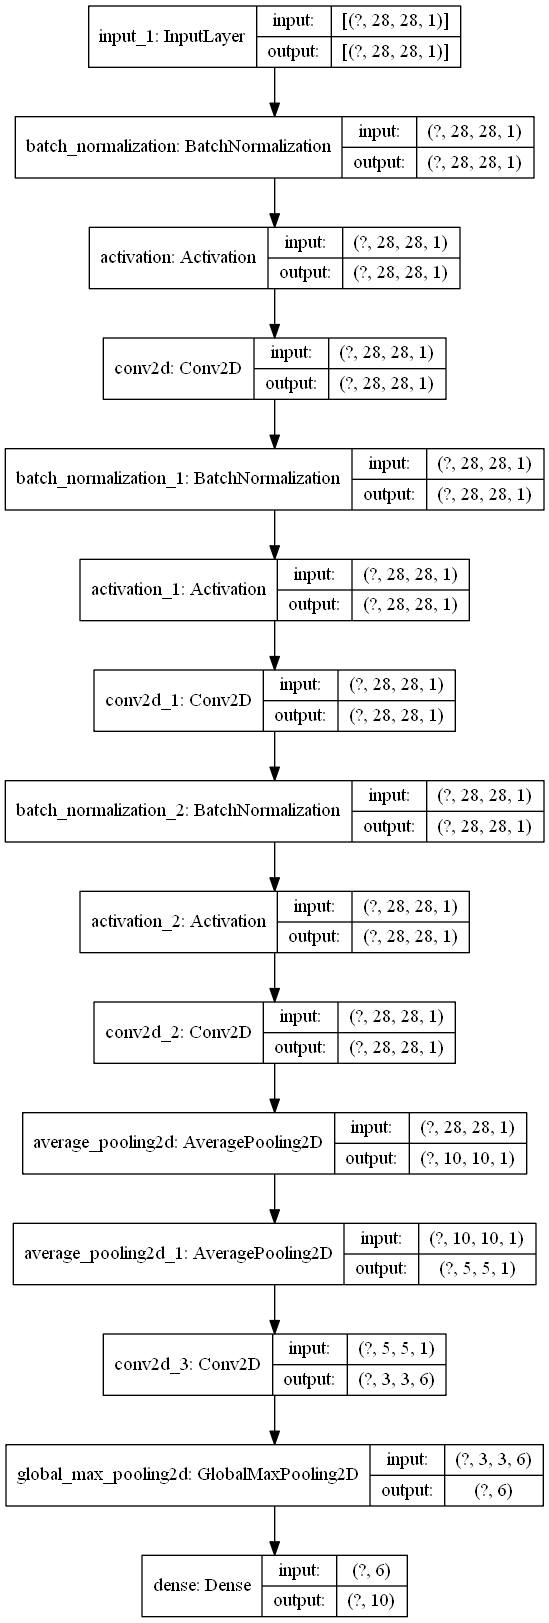 input_1: InputLayer
input: [(?, 28, 28, 1)]
output: [(?, 28, 28, 1)]
batch_normalization: BatchNormalization
input: (?, 28, 28, 1)
output: (?, 28, 28, 1)
activation: Activation
input: (?, 28, 28, 1)
output: (?, 28, 28, 1)
conv2d: Conv2D
input: (?, 28, 28, 1)
output: (?, 28, 28, 1)
batch_normalization_1: BatchNormalization
input: (?, 28, 28, 1)
output: (?, 28, 28, 1)
activation_1: Activation
input: (?, 28, 28, 1)
output: (?, 28, 28, 1)
conv2d_1: Conv2D
input: (?, 28, 28, 1)
output: (?, 28, 28, 1)
batch_normalization_2: BatchNormalization
input: (?, 28, 28, 1)
output: (?, 28, 28, 1)
activation_2: Activation
input: (?, 28, 28, 1)
output: (?, 28, 28, 1)
conv2d_2: Conv2D
input: (?, 28, 28, 1)
output: (?, 28, 28, 1)
average_pooling2d: AveragePooling2D
input: (?, 28, 28, 1)
output: (?, 10, 10, 1)
average_pooling2d_1: AveragePooling2D
input: (?, 10, 10, 1)
output: (?, 5, 5, 1)
conv2d_3: Conv2D
input: (?, 5, 5, 1)
output: (?, 3, 3, 6)
global_max_pooling2d: GlobalMaxPooling2D
input: (?, 3, 3, 6)
output: (?, 6)
dense: Dense
input: (?, 6)
output: (?, 10)